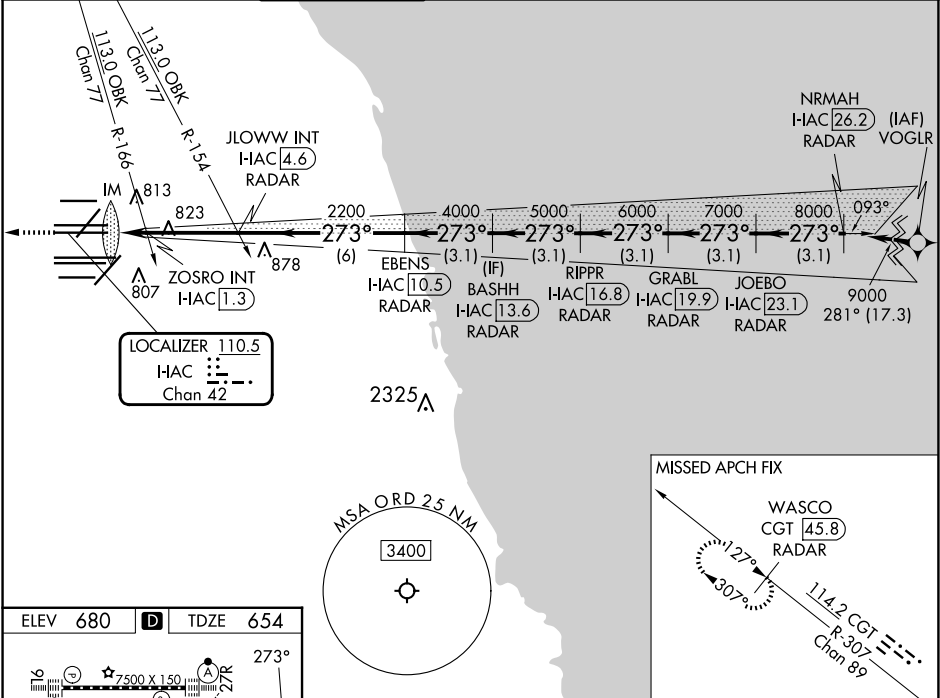 113.0 OBK
Chan 77
R-166
113.0 OBK
Chan 77
R-154
JLOWW INT
I-IAC 4.6
RADAR
NRMAH
I-IAC 26.2
RADAR
(IAF)
VOGLR
IM
813
823
878
807
ZOSRO INT
I-IAC 1.3
2200
273°
(6)
4000
273°
(3.1)
5000
273°
(3.1)
6000
273°
(3.1)
7000
273°
(3.1)
8000
273°
(3.1)
093°
9000
281° (17.3)
EBENS
I-IAC 10.5
RADAR
(IF)
BASHH
I-IAC 13.6
RADAR
RIPPR
I-IAC 16.8
RADAR
GRABL
I-IAC 19.9
RADAR
JOEBO
I-IAC 23.1
RADAR
LOCALIZER 110.5
I-IAC
Chan 42
2325
MSA ORD 25 NM
3400
MISSED APCH FIX
WASCO
CGT 45.8
RADAR
127°
307°
114.2 CGT
R-307
Chan 89
ELEV 680 D TDZE 654
273°
9L
P
7500 X 150
A
27R